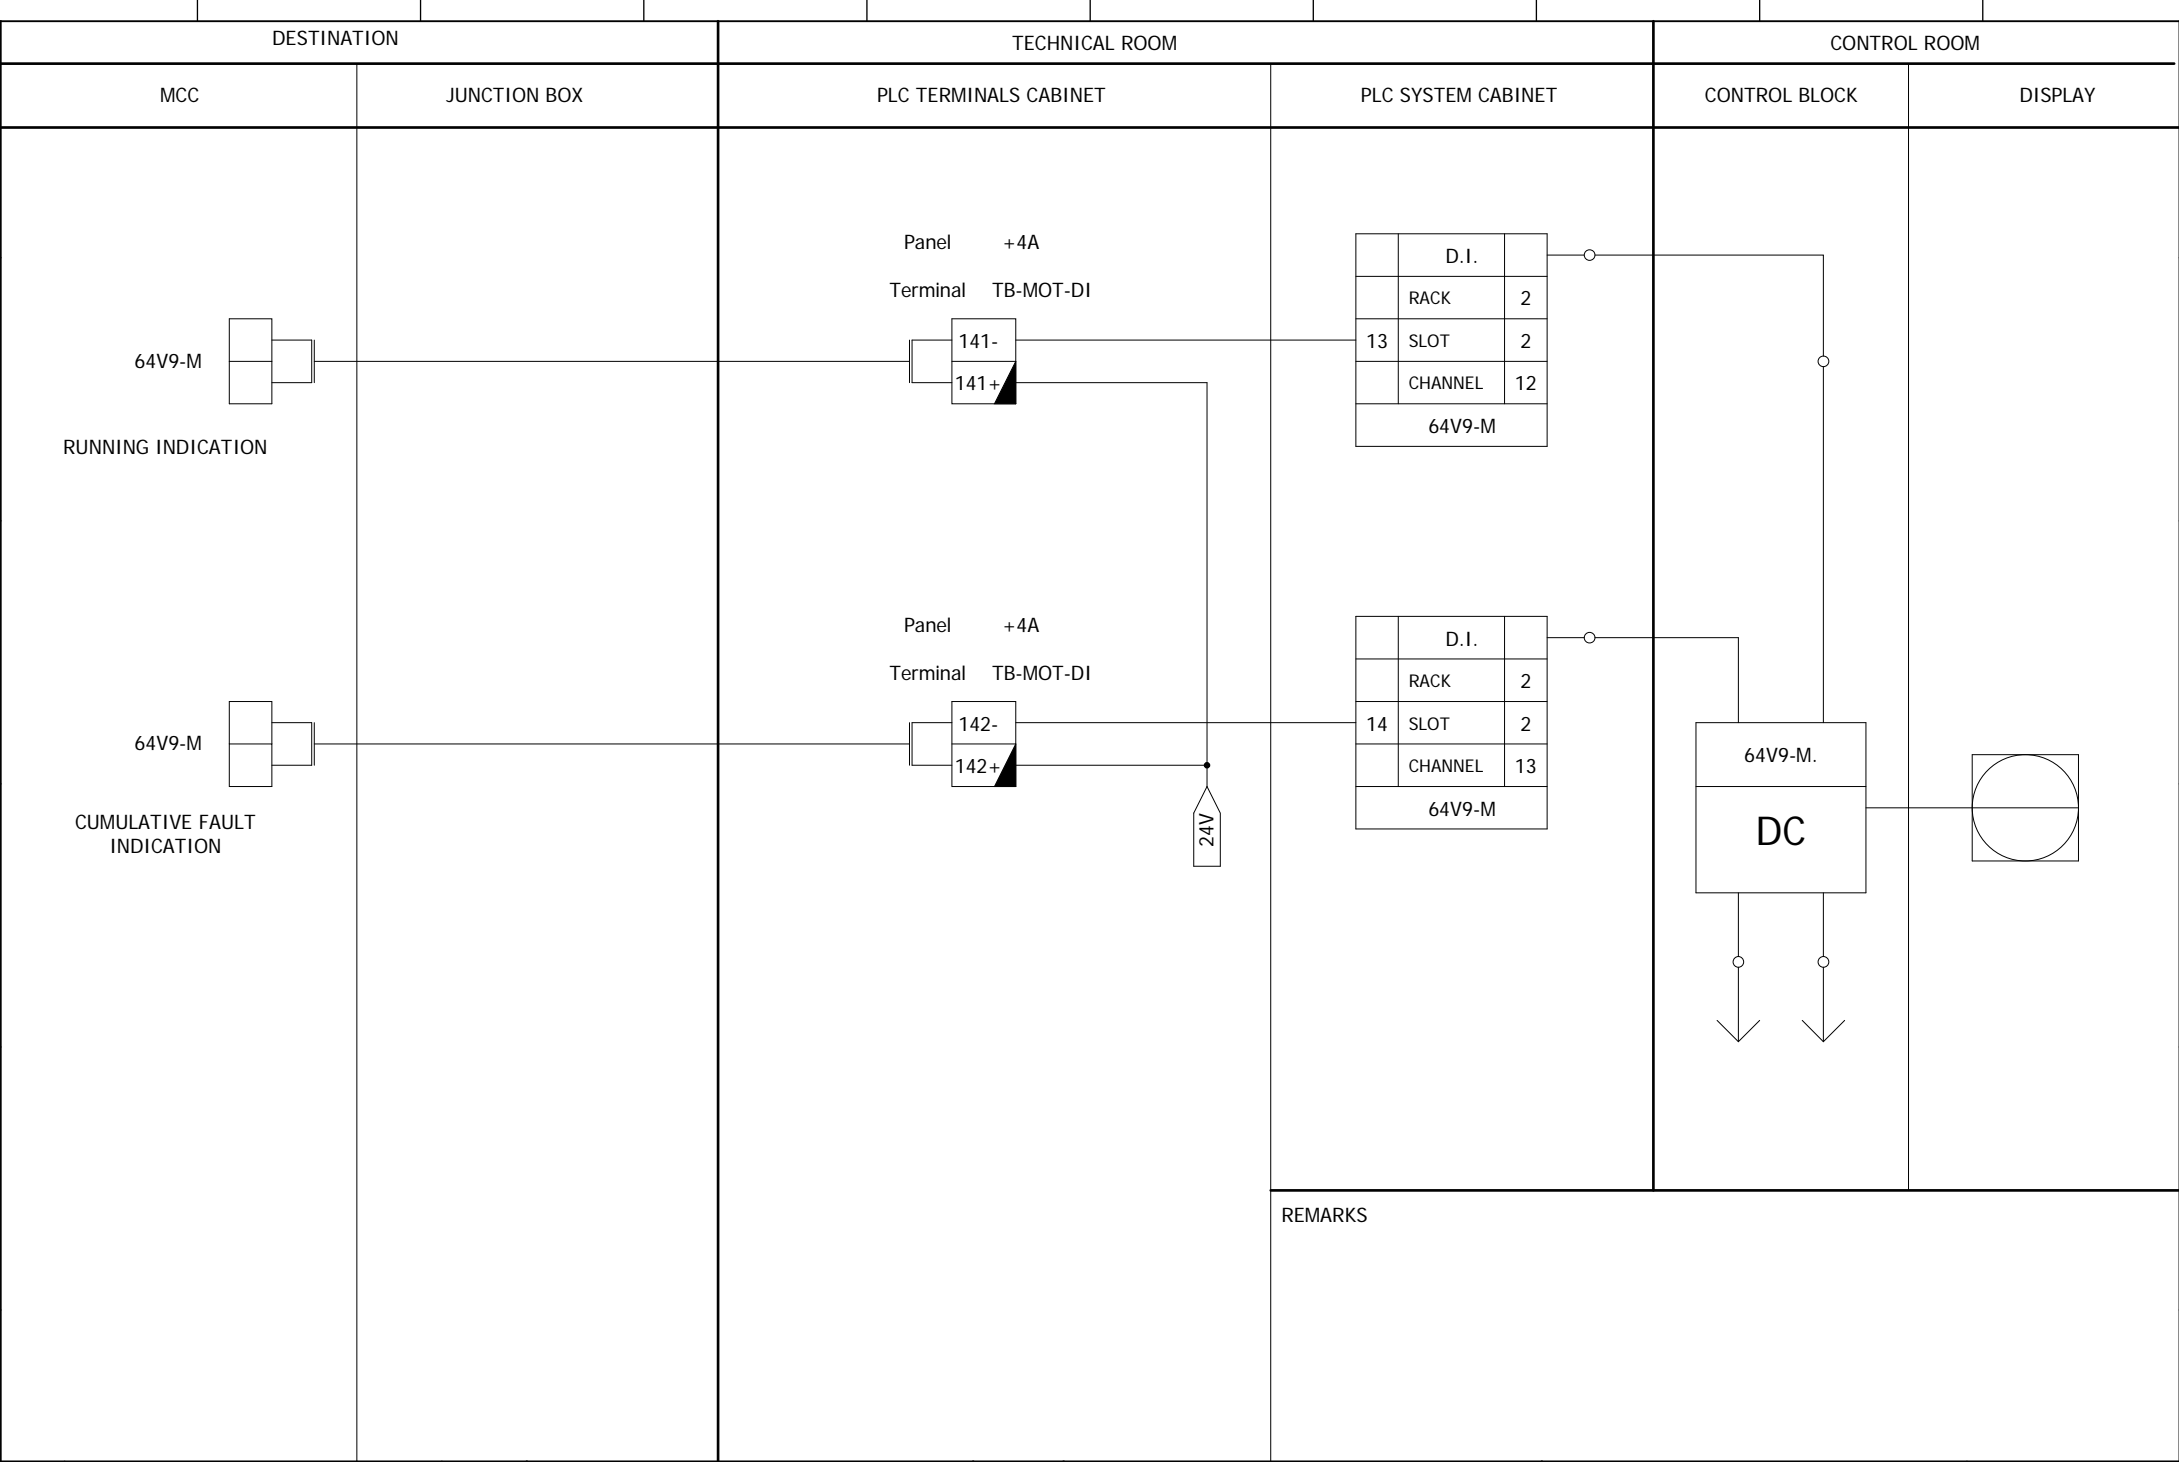 DESTINATION
TECHNICAL ROOM
CONTROL ROOM
MCC
JUNCTION BOX
PLC TERMINALS CABINET
PLC SYSTEM CABINET
CONTROL BLOCK
DISPLAY
64V9-M
RUNNING INDICATION
Panel +4A
Terminal TB-MOT-DI
141-
141+
D.I.
RACK 2
13 SLOT 2
CHANNEL 12
64V9-M
64V9-M
CUMULATIVE FAULT
INDICATION
Panel +4A
Terminal TB-MOT-DI
142-
142+
24V
D.I.
RACK 2
14 SLOT 2
CHANNEL 13
64V9-M
64V9-M.
DC
REMARKS